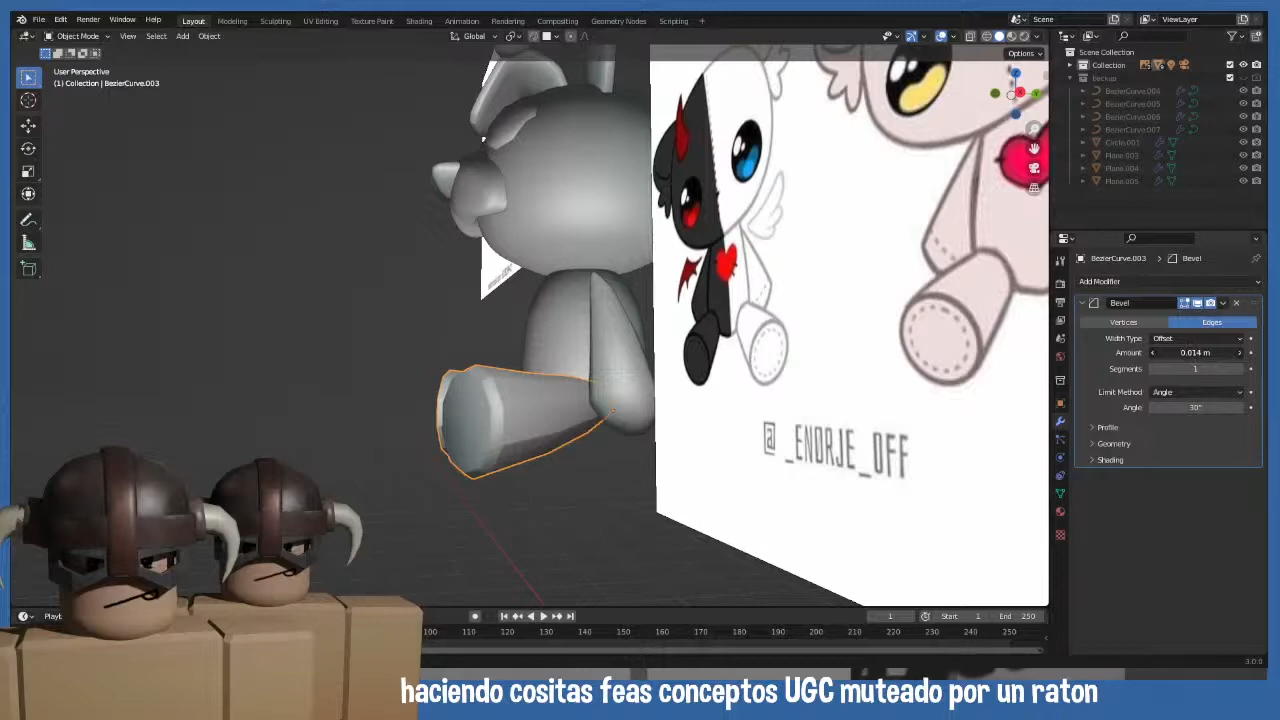 File Edit Render Window Help
Layout Modeling Sculpting UV Editing Texture Paint Shading Animation Rendering Compositing Geometry Nodes Scripting +
Scene
ViewLayer
Object Mode View Select Add Object
Global
Options
User Perspective
(1) Collection | BezierCurve.003
Scene Collection
Collection
Backup
BezierCurve.004
BezierCurve.005
BezierCurve.006
BezierCurve.007
Circle.001
Plane.003
Plane.004
Plane.005
BezierCurve.003 > Bevel
Add Modifier
Bevel
Vertices Edges
Width Type Offset
Amount 0.014 m
Segments 1
Limit Method Angle
Angle 30°
Profile
Geometry
Shading
@_ENORJE_OFF
1 Start 1 End 250
100 110 120 130 140 150 160 170 180 190 200 210 220 230 240 250
3.0.0
haciendo cositas feas conceptos UGC muteado por un raton